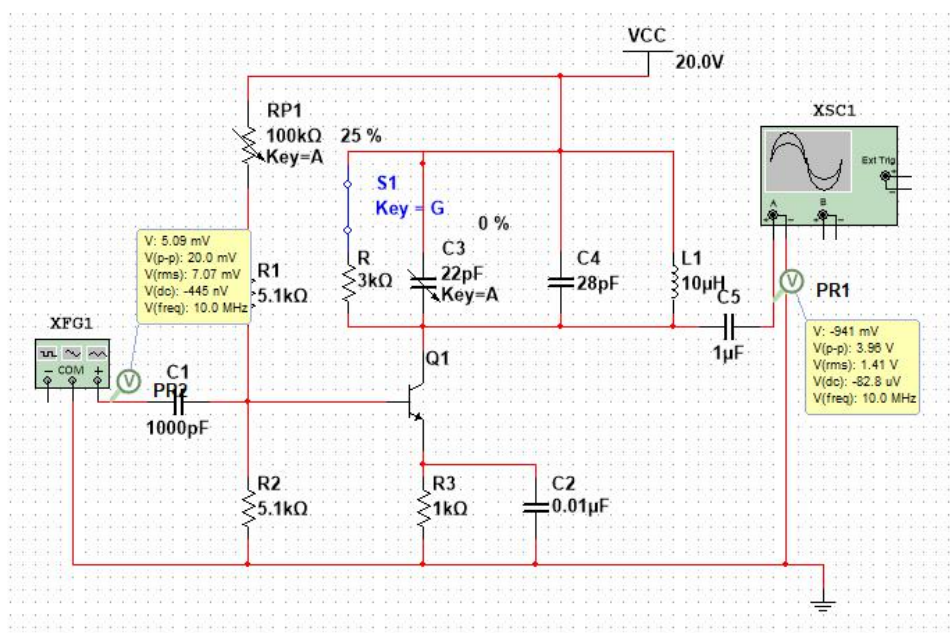 VCC
20.0V
XSC1
Ext Trig
A
B
RP1
100kΩ
25 %
Key=A
S1
Key = G
0 %
V: 5.09 mV
V(p-p): 20.0 mV
V(rms): 7.07 mV
V(dc): -445 nV
V(freq): 10.0 MHz
R1
5.1kΩ
R
3kΩ
C3
22pF
Key=A
C4
28pF
L1
10µH
C5
1µF
V
PR1
V: -941 mV
V(p-p): 3.96 V
V(rms): 1.41 V
V(dc): -82.8 uV
V(freq): 10.0 MHz
XFG1
COM
V
PR2
C1
1000pF
Q1
R2
5.1kΩ
R3
1kΩ
C2
0.01µF